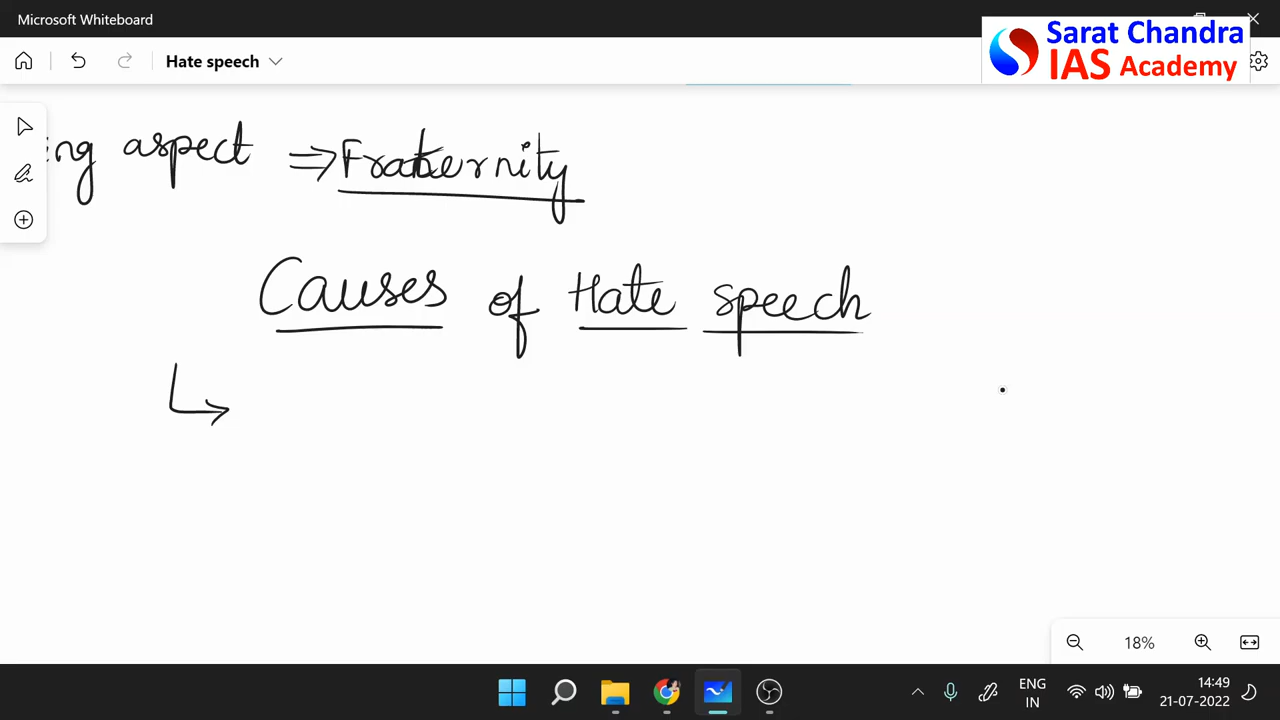 Microsoft Whiteboard
Sarat Chandra
IAS Academy
Hate speech
ing aspect ⇒ Fraternity
Causes of Hate speech
18%
ENG
IN
14:49
21-07-2022